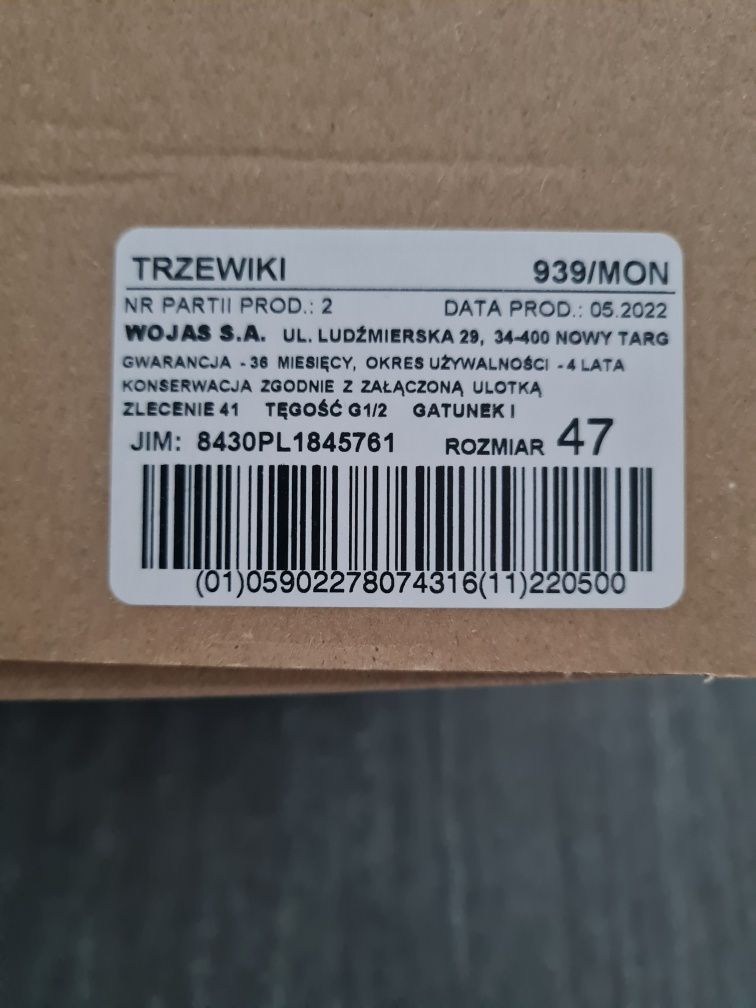 TRZEWIKI 939/MON
NR PARTII PROD.: 2 DATA PROD.: 05.2022
WOJAS S.A. UL. LUDŹMIERSKA 29, 34-400 NOWY TARG
GWARANCJA - 36 MIESIĘCY, OKRES UŻYWALNOŚCI - 4 LATA
KONSERWACJA ZGODNIE Z ZAŁĄCZONĄ ULOTKĄ
ZLECENIE 41 TĘGOŚĆ G1/2 GATUNEK I
JIM: 8430PL1845761 ROZMIAR 47
(01)05902278074316(11)220500